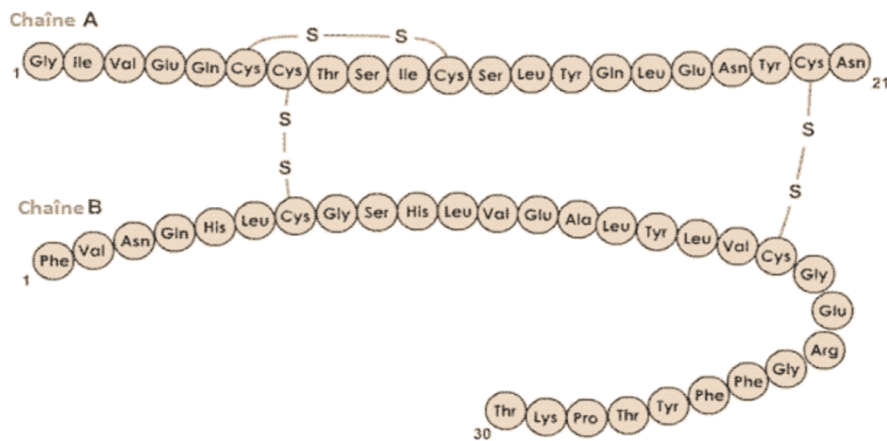 Chaîne A
S S
1 Gly Ile Val Glu Gln Cys Cys Thr Ser Ile Cys Ser Leu Tyr Gln Leu Glu Asn Tyr Cys Asn 21
S S
S S
Chaîne B
1 Phe Val Asn Gln His Leu Cys Gly Ser His Leu Val Glu Ala Leu Tyr Leu Val Cys Gly
Glu
Arg
Gly Phe Phe Tyr Thr Pro Lys Thr 30